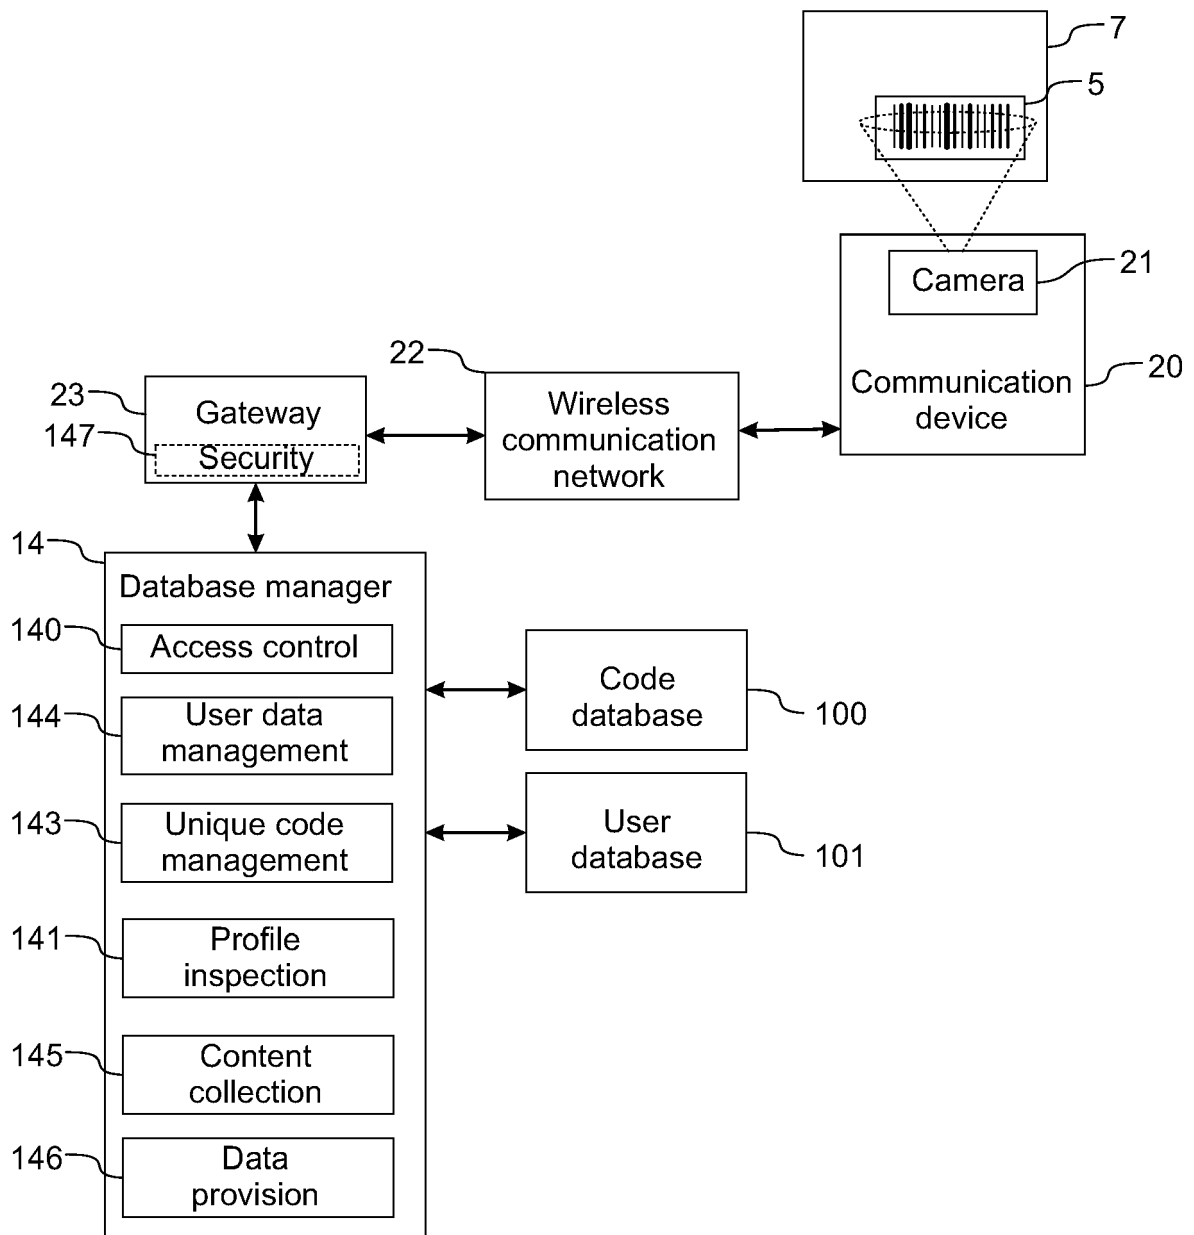 7
5
Camera
21
Communication
device
20
22
Wireless
communication
network
23
Gateway
147
Security
14
Database manager
140
Access control
144
User data
management
143
Unique code
management
141
Profile
inspection
145
Content
collection
146
Data
provision
Code
database
100
User
database
101